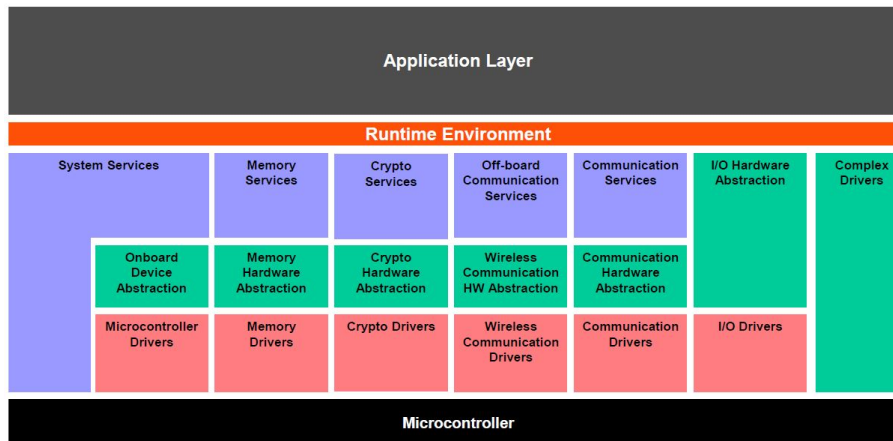 Application Layer
Runtime Environment
System Services
Memory
Services
Crypto
Services
Off-board
Communication
Services
Communication
Services
I/O Hardware
Abstraction
Complex
Drivers
Onboard
Device
Abstraction
Memory
Hardware
Abstraction
Crypto
Hardware
Abstraction
Wireless
Communication
HW Abstraction
Communication
Hardware
Abstraction
Microcontroller
Drivers
Memory
Drivers
Crypto Drivers
Wireless
Communication
Drivers
Communication
Drivers
I/O Drivers
Microcontroller